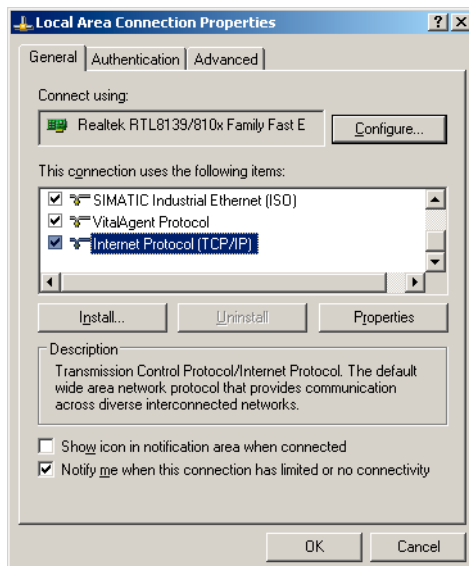 Local Area Connection Properties
General Authentication Advanced
Connect using:
Realtek RTL8139/810x Family Fast E Configure...
This connection uses the following items:
SIMATIC Industrial Ethernet (ISO)
VitalAgent Protocol
Internet Protocol (TCP/IP)
Install... Uninstall Properties
Description
Transmission Control Protocol/Internet Protocol. The default
wide area network protocol that provides communication
across diverse interconnected networks.
Show icon in notification area when connected
Notify me when this connection has limited or no connectivity
OK Cancel